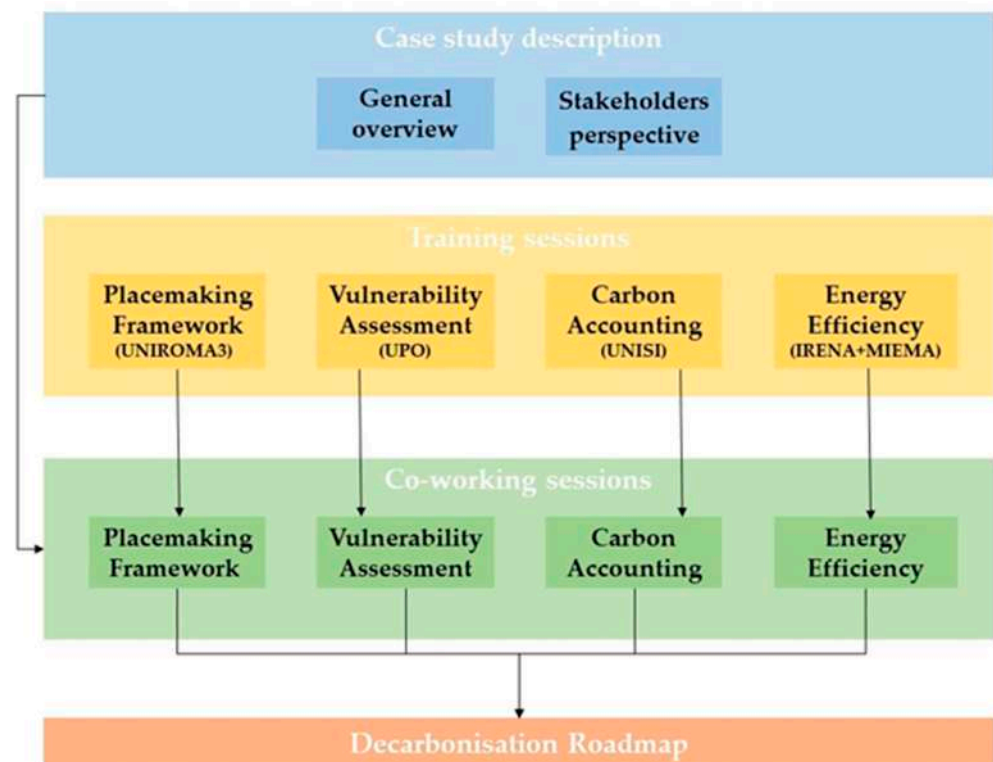 Case study description
General
overview
Stakeholders
perspective
Training sessions
Placemaking
Framework
(UNIROMA3)
Vulnerability
Assessment
(UPO)
Carbon
Accounting
(UNISI)
Energy
Efficiency
(IRENA+MIEMA)
Co-working sessions
Placemaking
Framework
Vulnerability
Assessment
Carbon
Accounting
Energy
Efficiency
Decarbonisation Roadmap